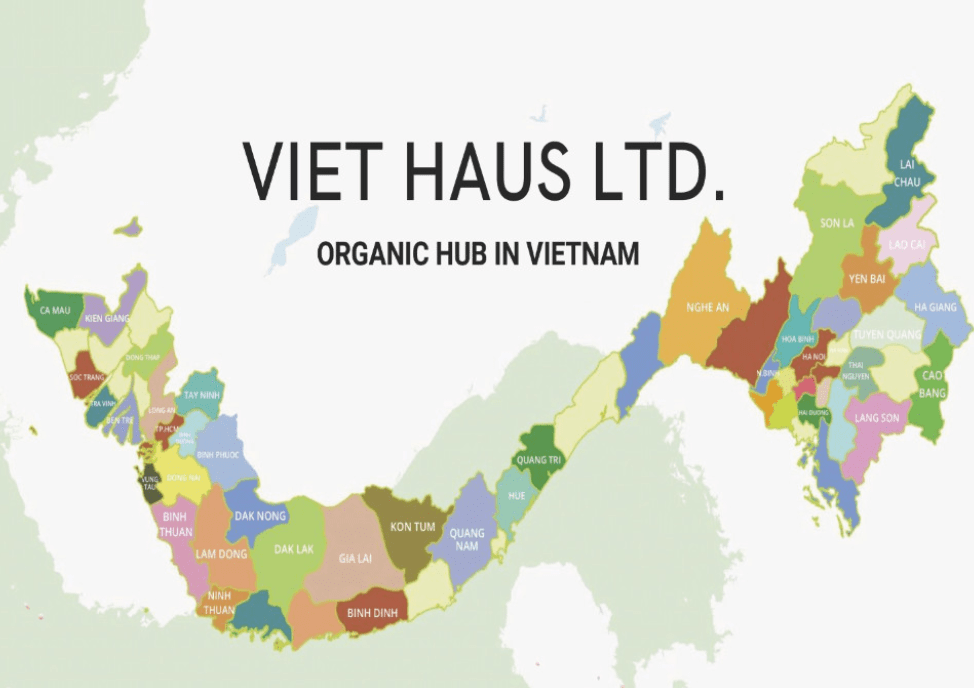 VIET HAUS LTD.
ORGANIC HUB IN VIETNAM
LAI
CHAU
SON LA
LAO CAI
YEN BAI
HA GIANG
NGHE AN
TUYEN QUANG
HOA BINH
HA NOI
THAI
NGUYEN
N.BINH
CAO
BANG
HAI DUONG
LANG SON
CA MAU
KIEN GIANG
DONG THAP
SOC TRANG
TRA VINH
BEN TRE
LONG AN
TAY NINH
TP.HCM
BINH PHUOC
VUNG
TAU
DONG NAI
BINH
THUAN
DAK NONG
LAM DONG
DAK LAK
GIA LAI
KON TUM
QUANG
NAM
HUE
QUANG TRI
NINH
THUAN
BINH DINH